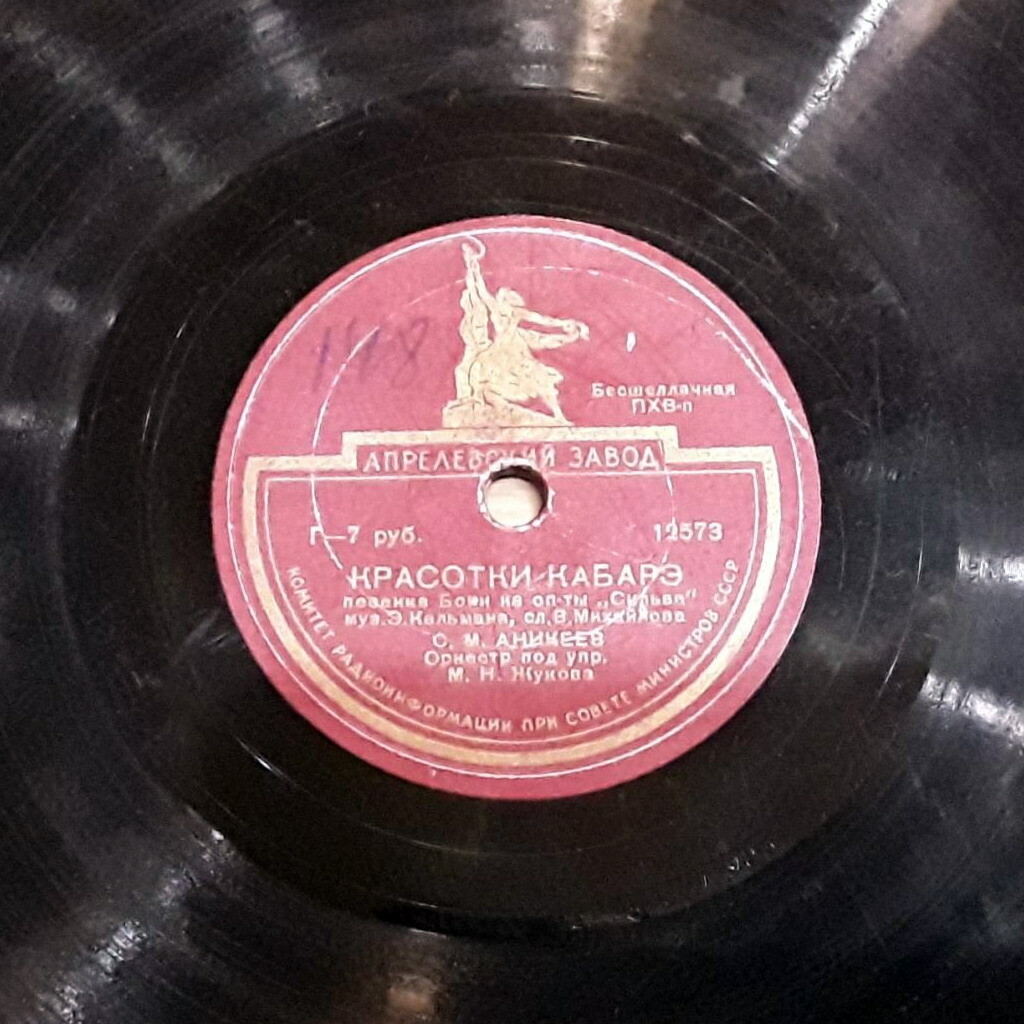 118
Бесшеллачная
ПХВ-п
АПРЕЛЕВСКИЙ ЗАВОД
Г—7 руб. 12573
КРАСОТКИ КАБАРЭ
песенка Бони из оп-ты „Сильва"
муз. Э. Кальмана, сл. В. Михайлова
С. М. АНИКЕЕВ
Оркестр под упр.
М. Н. Жукова
КОМИТЕТ РАДИОИНФОРМАЦИИ ПРИ СОВЕТЕ МИНИСТРОВ СССР